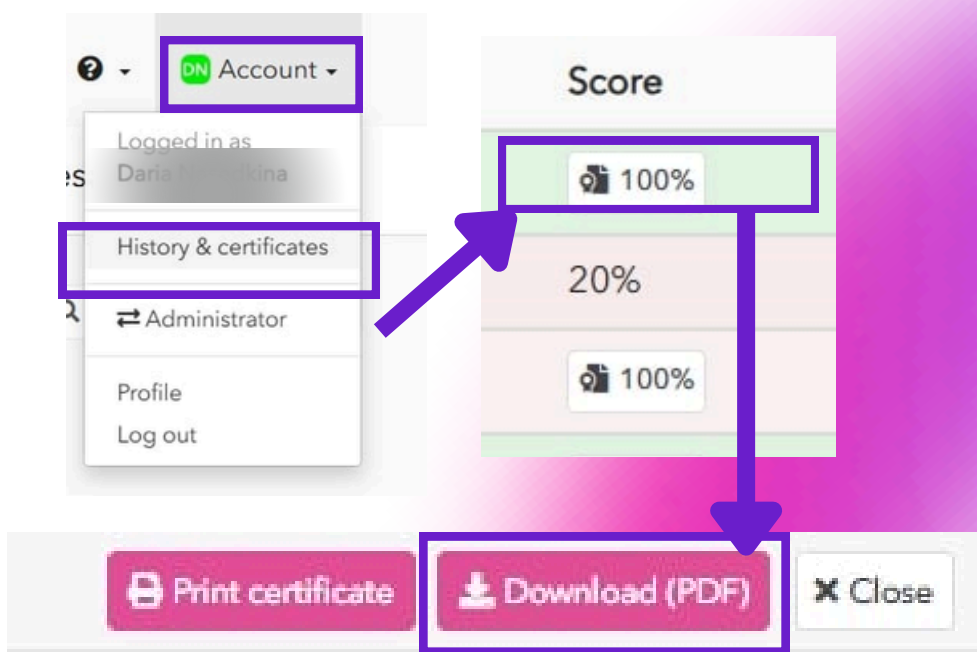 DN Account
Logged in as
es
Daria
History & certificates
Administrator
Profile
Log out
Score
100%
20%
100%
Print certificate
Download (PDF)
Close